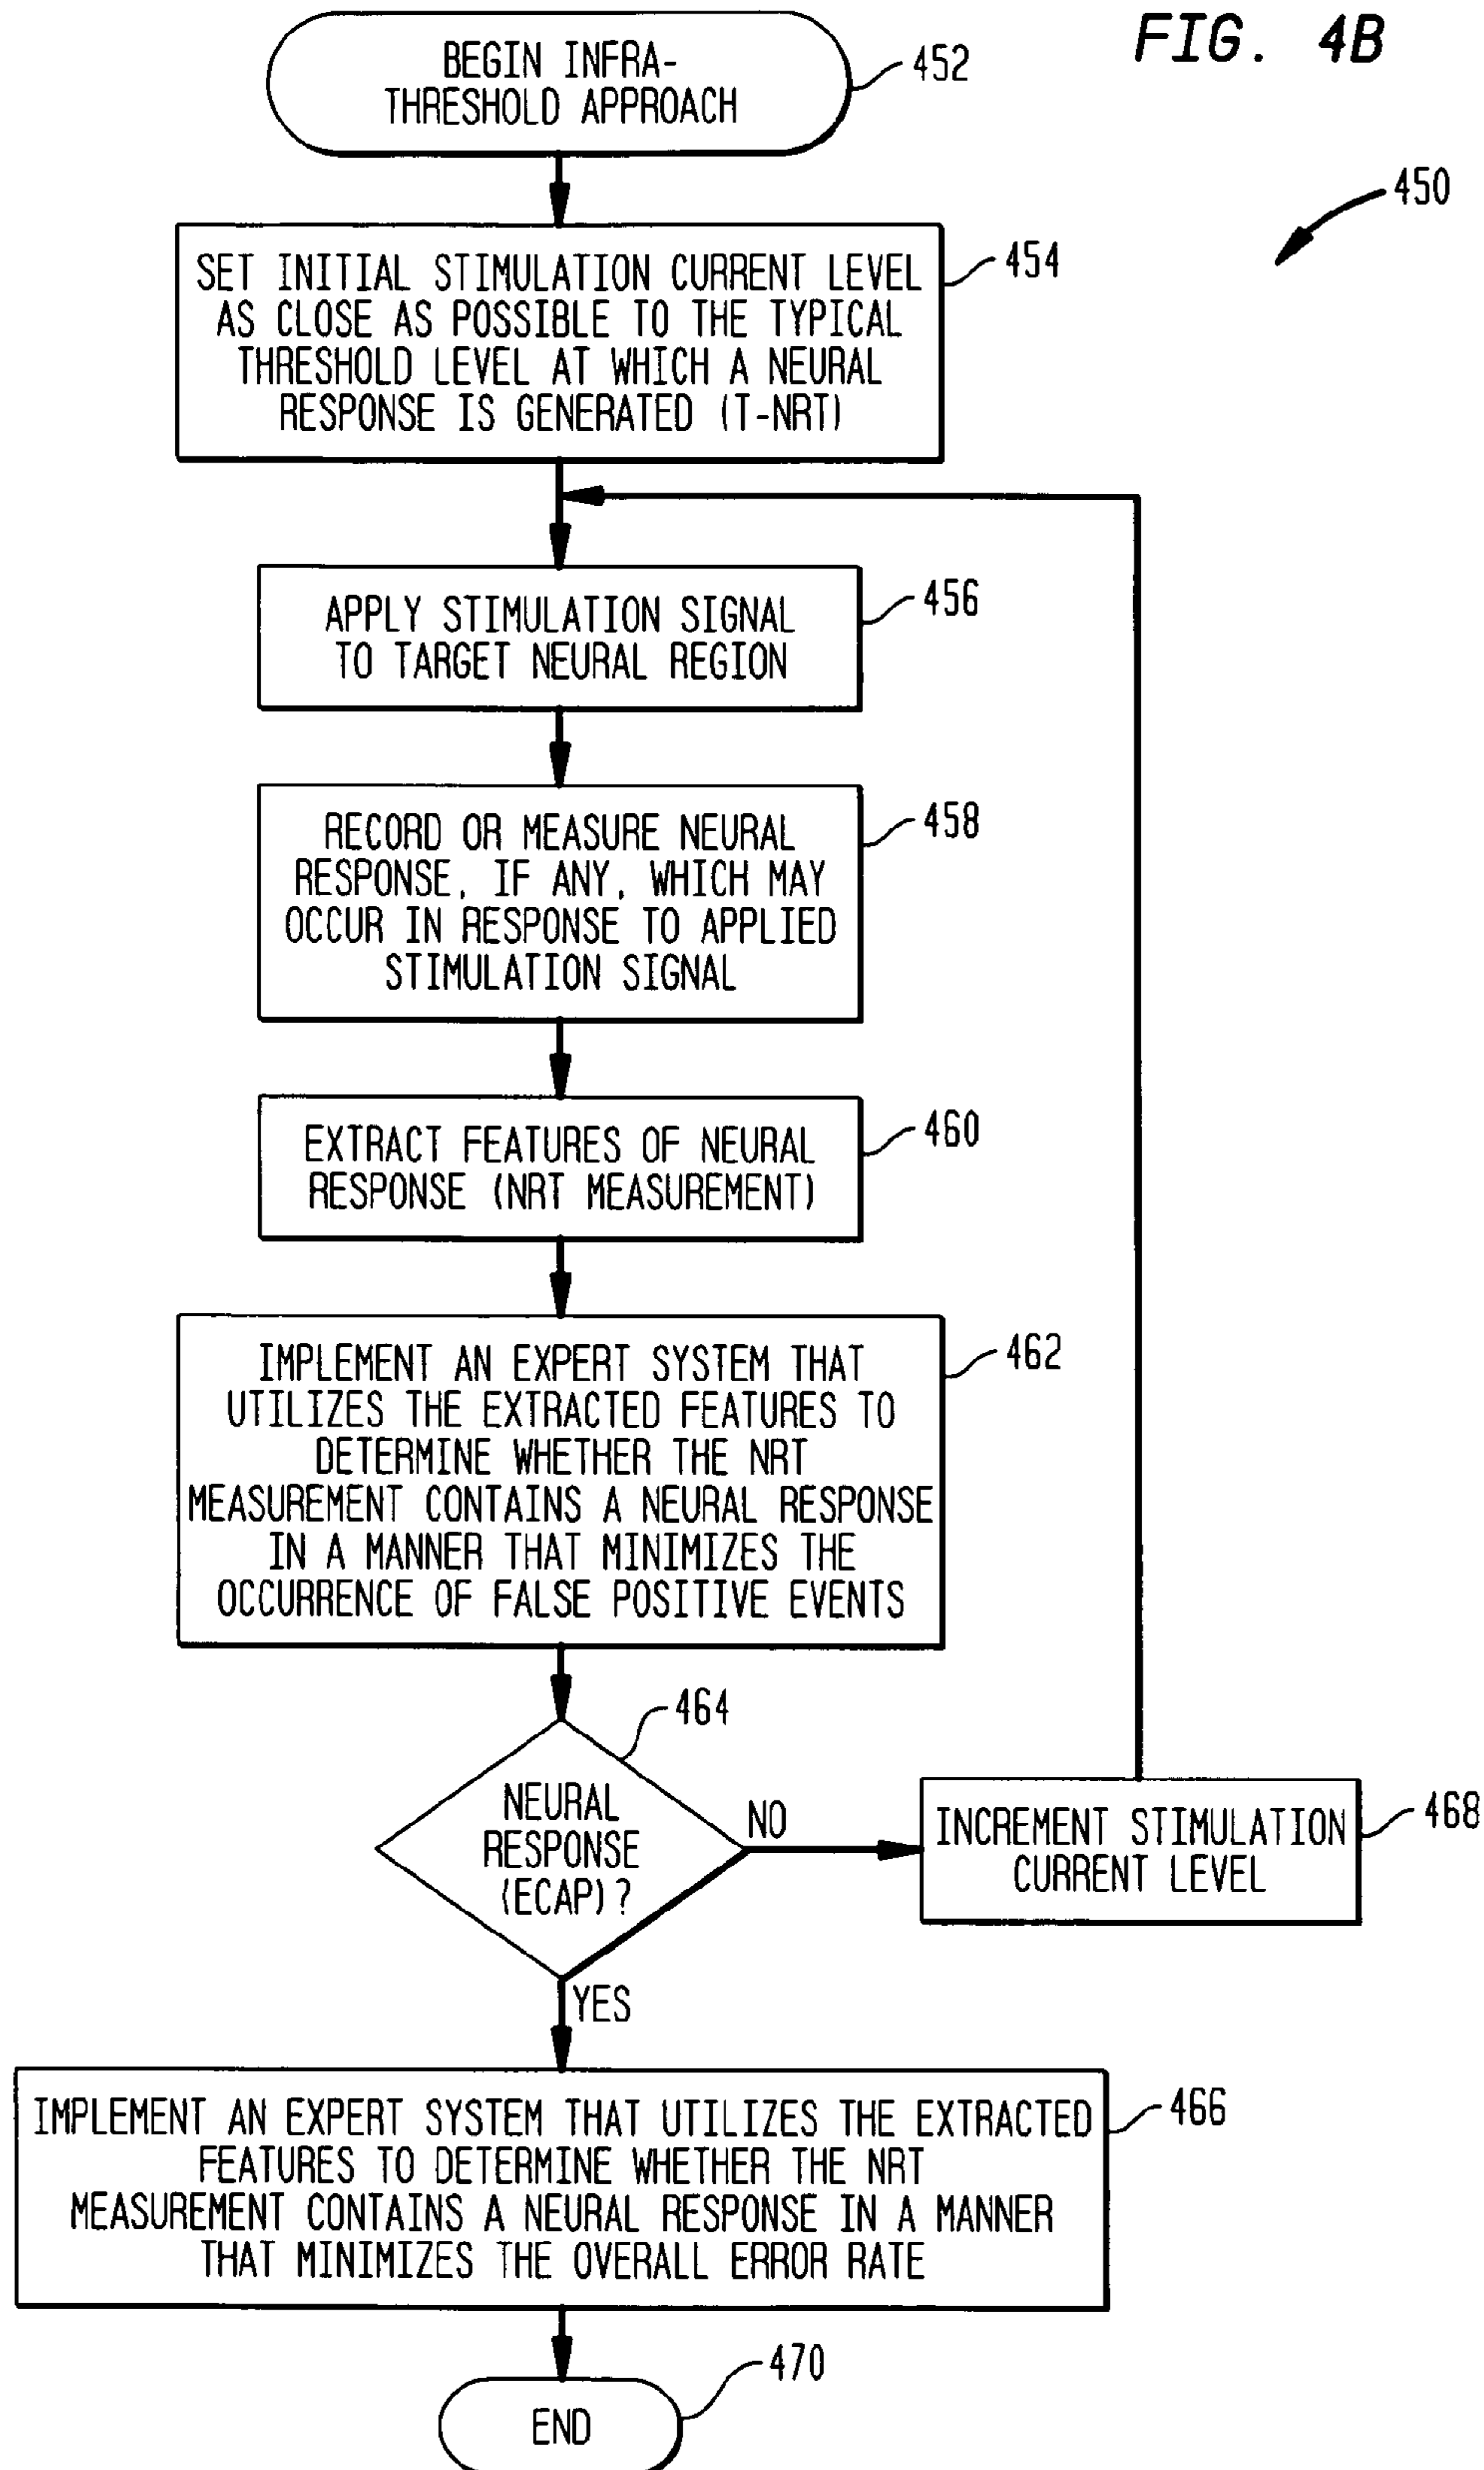 FIG. 4B
BEGIN INFRA-
THRESHOLD APPROACH
452
450
SET INITIAL STIMULATION CURRENT LEVEL
AS CLOSE AS POSSIBLE TO THE TYPICAL
THRESHOLD LEVEL AT WHICH A NEURAL
RESPONSE IS GENERATED (T-NRT)
454
APPLY STIMULATION SIGNAL
TO TARGET NEURAL REGION
456
RECORD OR MEASURE NEURAL
RESPONSE, IF ANY, WHICH MAY
OCCUR IN RESPONSE TO APPLIED
STIMULATION SIGNAL
458
EXTRACT FEATURES OF NEURAL
RESPONSE (NRT MEASUREMENT)
460
IMPLEMENT AN EXPERT SYSTEM THAT
UTILIZES THE EXTRACTED FEATURES TO
DETERMINE WHETHER THE NRT
MEASUREMENT CONTAINS A NEURAL RESPONSE
IN A MANNER THAT MINIMIZES THE
OCCURRENCE OF FALSE POSITIVE EVENTS
462
464
NEURAL
RESPONSE
(ECAP)?
NO
INCREMENT STIMULATION
CURRENT LEVEL
468
YES
IMPLEMENT AN EXPERT SYSTEM THAT UTILIZES THE EXTRACTED
FEATURES TO DETERMINE WHETHER THE NRT
MEASUREMENT CONTAINS A NEURAL RESPONSE IN A MANNER
THAT MINIMIZES THE OVERALL ERROR RATE
466
END
470